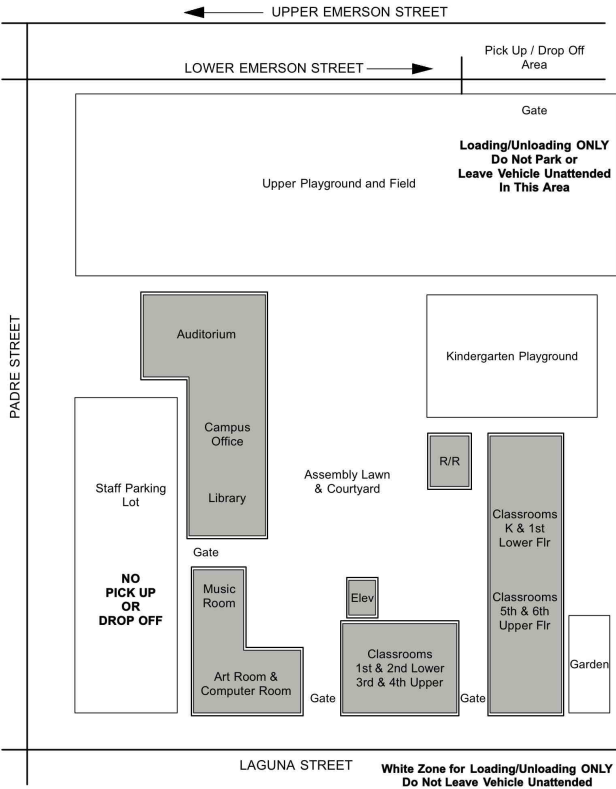 UPPER EMERSON STREET
LOWER EMERSON STREET
Pick Up / Drop Off
Area
Gate
Loading/Unloading ONLY
Do Not Park or
Leave Vehicle Unattended
In This Area
Upper Playground and Field
PADRE STREET
Auditorium
Campus
Office
Library
Kindergarten Playground
R/R
Assembly Lawn
& Courtyard
Staff Parking
Lot
NO
PICK UP
OR
DROP OFF
Gate
Music
Room
Art Room &
Computer Room
Gate
Elev
Classrooms
1st & 2nd Lower
3rd & 4th Upper
Gate
Classrooms
K & 1st
Lower Flr
Classrooms
5th & 6th
Upper Flr
Garden
LAGUNA STREET
White Zone for Loading/Unloading ONLY
Do Not Leave Vehicle Unattended